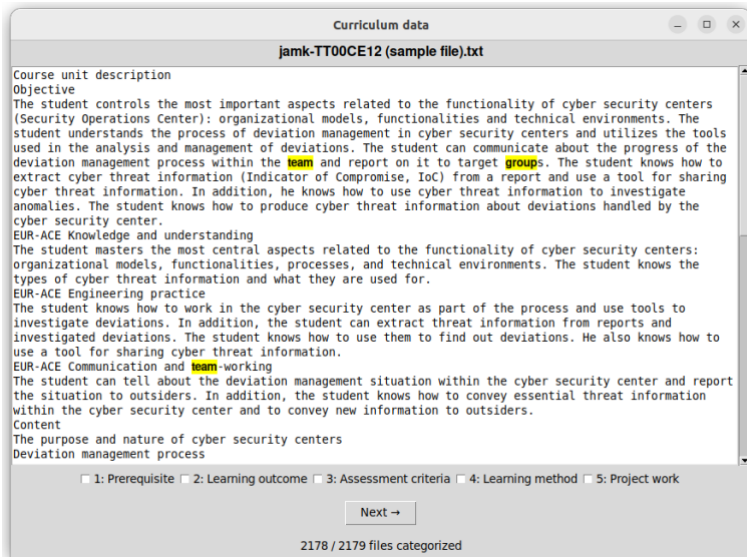 Curriculum data
jamk-TT00CE12 (sample file).txt
Course unit description
Objective
The student controls the most important aspects related to the functionality of cyber security centers
(Security Operations Center): organizational models, functionalities and technical environments. The
student understands the process of deviation management in cyber security centers and utilizes the tools
used in the analysis and management of deviations. The student can communicate about the progress of the
deviation management process within the team and report on it to target groups. The student knows how to
extract cyber threat information (Indicator of Compromise, IoC) from a report and use a tool for sharing
cyber threat information. In addition, he knows how to use cyber threat information to investigate
anomalies. The student knows how to produce cyber threat information about deviations handled by the
cyber security center.
EUR-ACE Knowledge and understanding
The student masters the most central aspects related to the functionality of cyber security centers:
organizational models, functionalities, processes, and technical environments. The student knows the
types of cyber threat information and what they are used for.
EUR-ACE Engineering practice
The student knows how to work in the cyber security center as part of the process and use tools to
investigate deviations. In addition, the student can extract threat information from reports and
investigated deviations. The student knows how to use them to find out deviations. He also knows how to
use a tool for sharing cyber threat information.
EUR-ACE Communication and team-working
The student can tell about the deviation management situation within the cyber security center and report
the situation to outsiders. In addition, the student knows how to convey essential threat information
within the cyber security center and to convey new information to outsiders.
Content
The purpose and nature of cyber security centers
Deviation management process
1: Prerequisite 2: Learning outcome 3: Assessment criteria 4: Learning method 5: Project work
Next →
2178 / 2179 files categorized